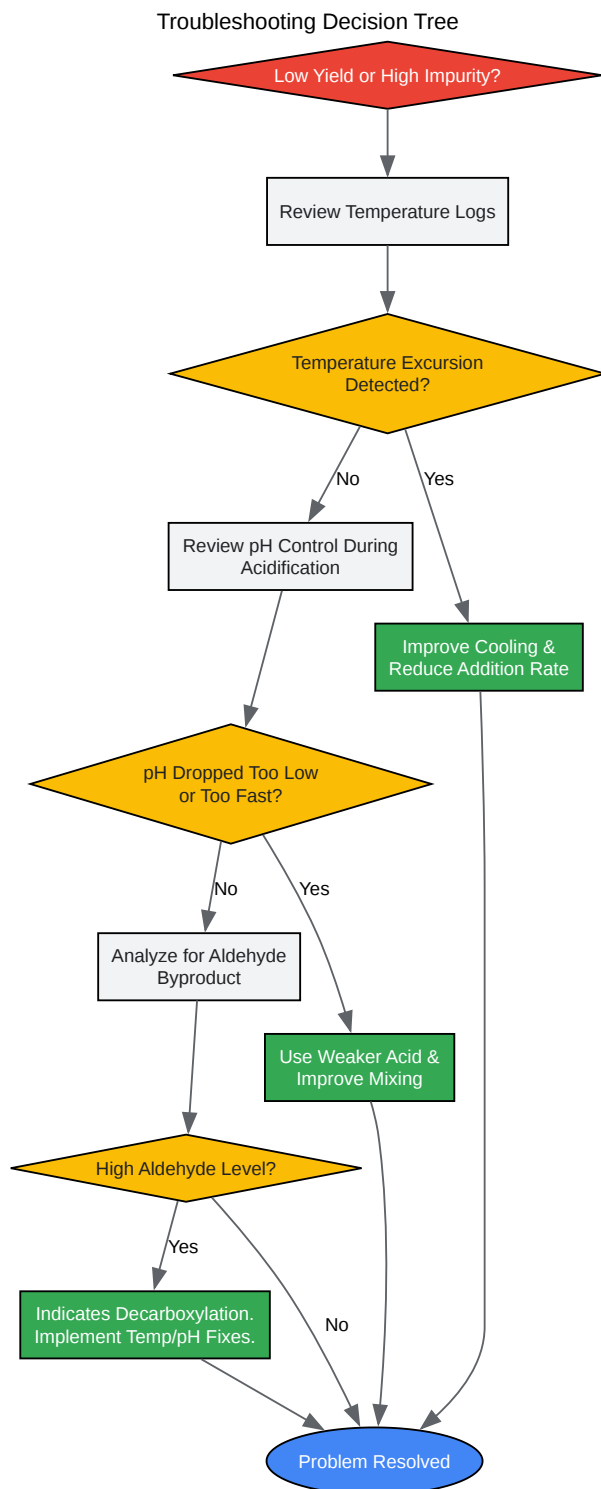 Troubleshooting Decision Tree
Low Yield or High Impurity?
Review Temperature Logs
Temperature Excursion
Detected?
No
Yes
Review pH Control During
Acidification
Improve Cooling &
Reduce Addition Rate
pH Dropped Too Low
or Too Fast?
No
Yes
Analyze for Aldehyde
Byproduct
Use Weaker Acid &
Improve Mixing
High Aldehyde Level?
Yes
No
Indicates Decarboxylation.
Implement Temp/pH Fixes.
Problem Resolved